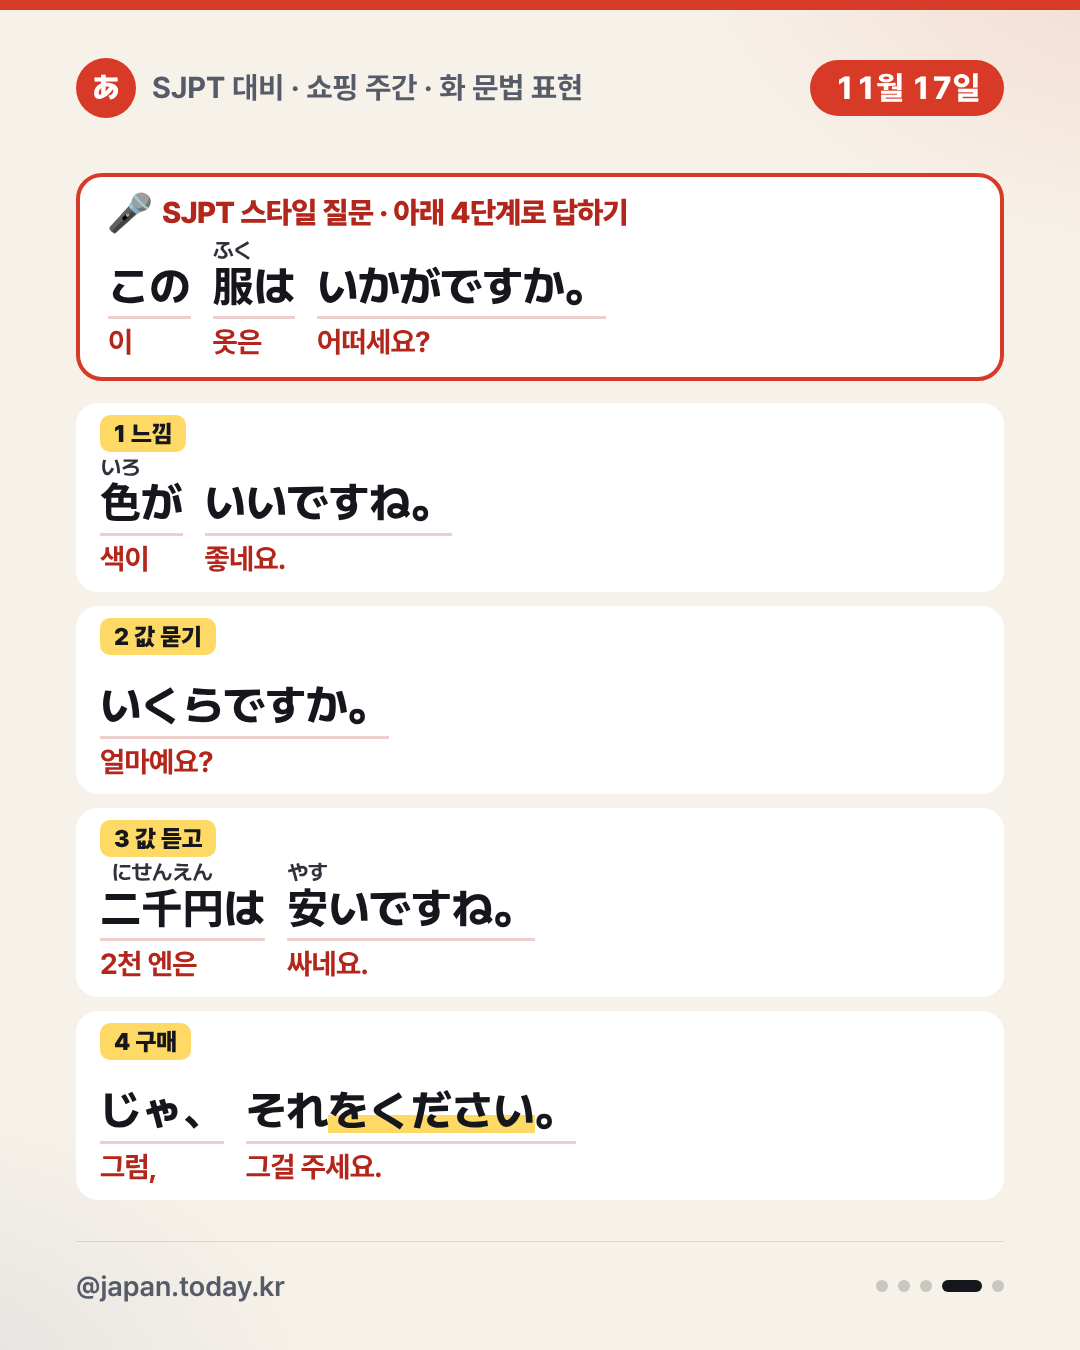 あ SJPT 대비 · 쇼핑 주간 · 화 문법 표현
11월 17일
🎤 SJPT 스타일 질문 · 아래 4단계로 답하기
ふく
この 服は いかがですか。
이 옷은 어떠세요?
1 느낌
いろ
色が いいですね。
색이 좋네요.
2 값 묻기
いくらですか。
얼마예요?
3 값 듣고
にせんえん やす
二千円は 安いですね。
2천 엔은 싸네요.
4 구매
じゃ、 それをください。
그럼, 그걸 주세요.
@japan.today.kr